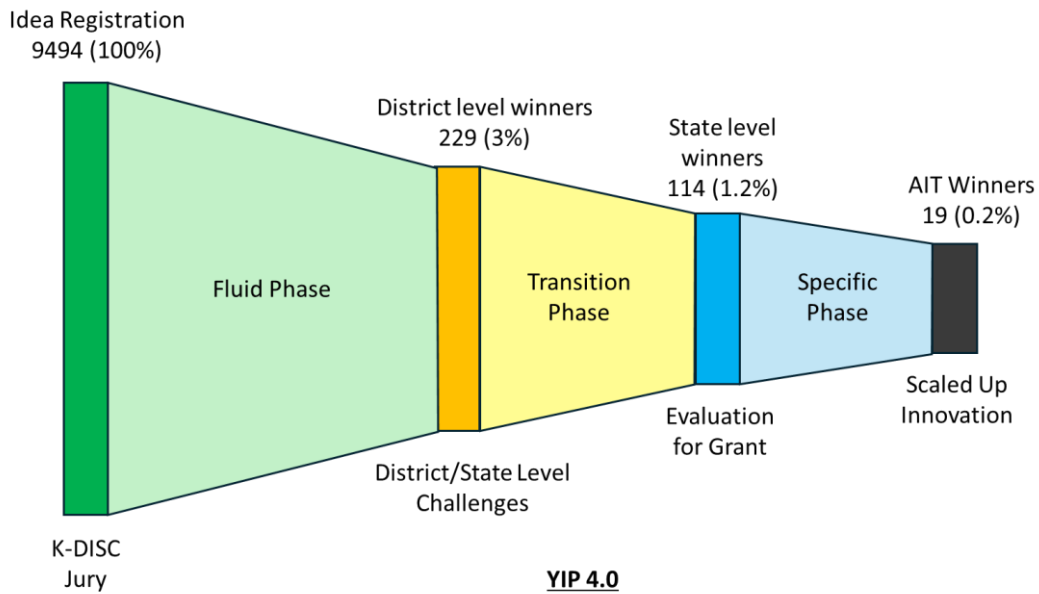 Idea Registration
9494 (100%)
District level winners
229 (3%)
State level
winners
114 (1.2%)
AIT Winners
19 (0.2%)
Fluid Phase
Transition
Phase
Specific
Phase
K-DISC
Jury
District/State Level
Challenges
Evaluation
for Grant
Scaled Up
Innovation
YIP 4.0